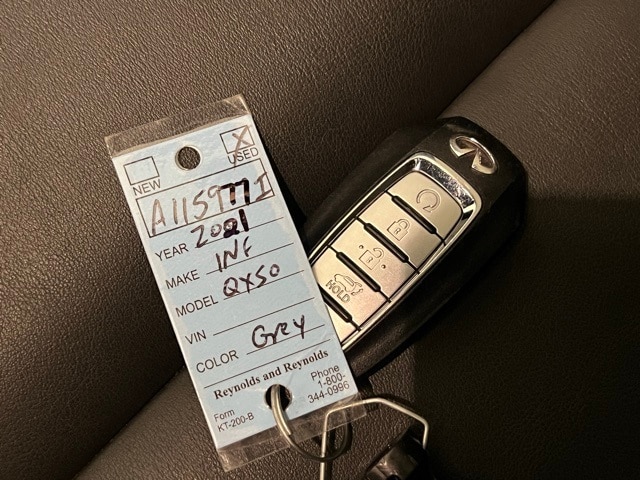 NEW
X
USED
A115977I
YEAR 2021
MAKE INF
MODEL QX50
VIN
COLOR Grey
Reynolds and Reynolds
Form
KT-200-B
Phone
1-800-
344-0996
HOLD